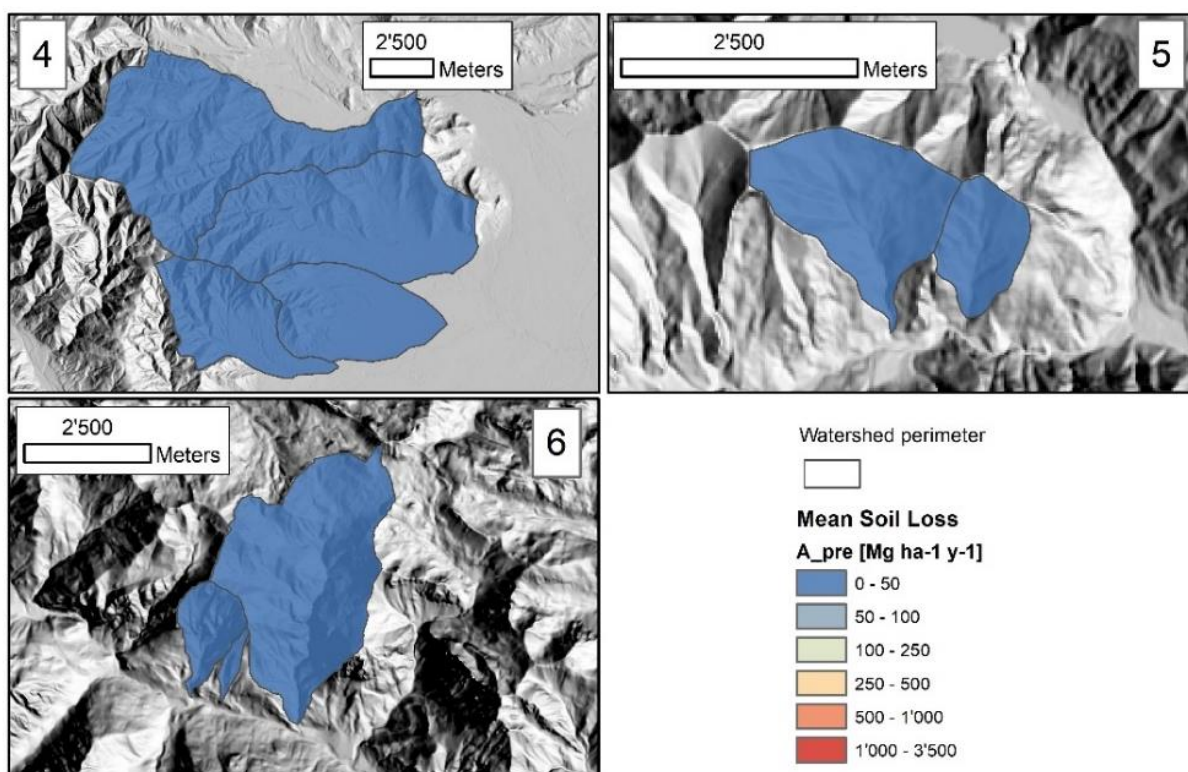 4
2'500
Meters
2'500
Meters
5
2'500
Meters
6
Watershed perimeter
Mean Soil Loss
A_pre [Mg ha-1 y-1]
0 - 50
50 - 100
100 - 250
250 - 500
500 - 1'000
1'000 - 3'500